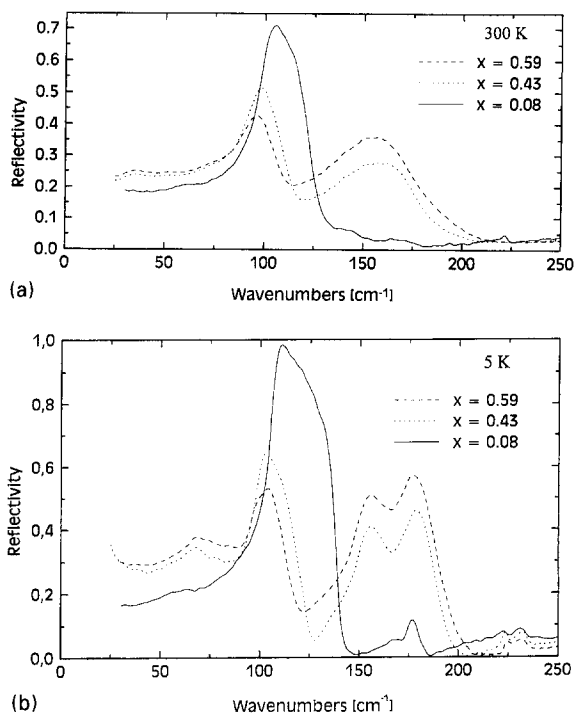 300 K
x = 0.59
x = 0.43
x = 0.08
0.7
0.6
0.5
0.4
0.3
0.2
0.1
0.0
Reflectivity
0 50 100 150 200 250
Wavenumbers [cm-1]
(a)
5 K
x = 0.59
x = 0.43
x = 0.08
1,0
0,8
0,6
0,4
0,2
0,0
Reflectivity
0 50 100 150 200 250
Wavenumbers [cm-1]
(b)